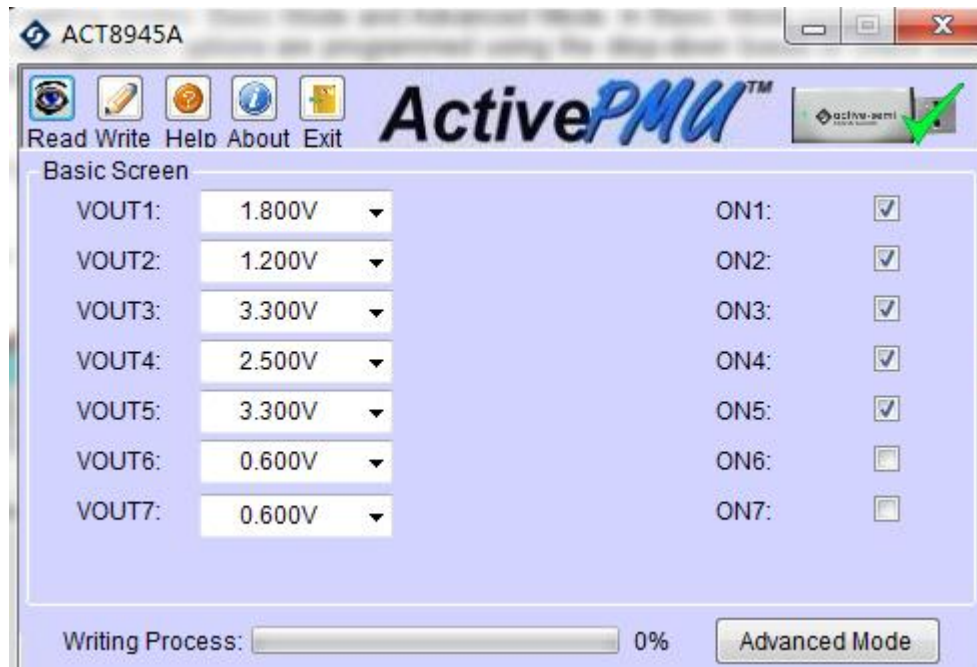 ACT8945A
Read Write Help About Exit
ActivePMU™
active-semi
Basic Screen
VOUT1: 1.800V ON1:
VOUT2: 1.200V ON2:
VOUT3: 3.300V ON3:
VOUT4: 2.500V ON4:
VOUT5: 3.300V ON5:
VOUT6: 0.600V ON6:
VOUT7: 0.600V ON7:
Writing Process: 0% Advanced Mode